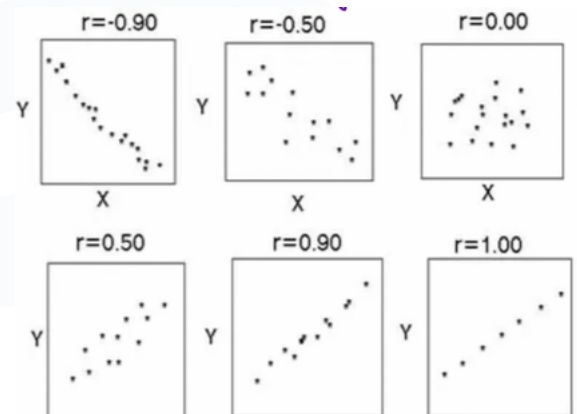 r=-0.90 r=-0.50 r=0.00
Y Y Y
X X X
r=0.50 r=0.90 r=1.00
Y Y Y